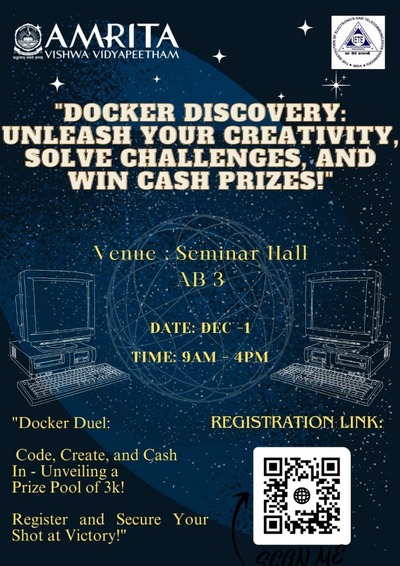 AMRITA
VISHWA VIDYAPEETHAM
IETE
"DOCKER DISCOVERY:
UNLEASH YOUR CREATIVITY,
SOLVE CHALLENGES, AND
WIN CASH PRIZES!"
Venue : Seminar Hall
AB 3
DATE: DEC -1
TIME: 9AM – 4PM
"Docker Duel:
Code, Create, and Cash
In - Unveiling a
Prize Pool of 3k!
Register and Secure Your
Shot at Victory!"
REGISTRATION LINK:
SCAN ME